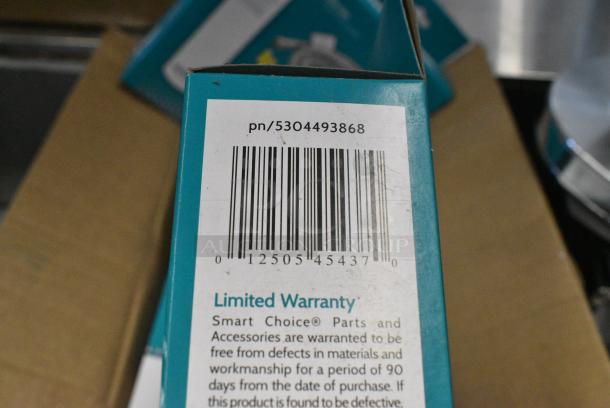 pn/5304493868
0 12505 45437 0
Limited Warranty
Smart Choice® Parts and
Accessories are warranted to be
free from defects in materials and
workmanship for a period of 90
days from the date of purchase. If
this product is found to be defective,